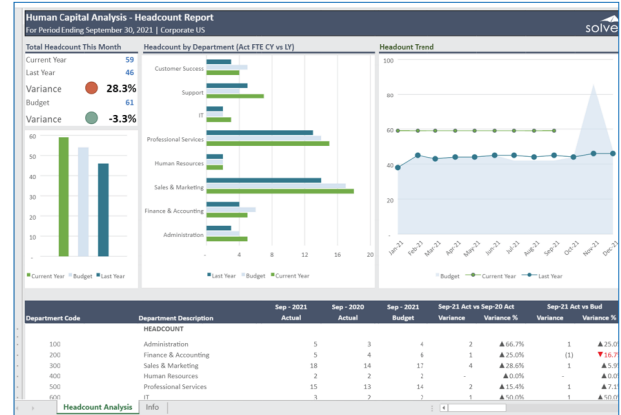 Human Capital Analysis - Headcount Report
For Period Ending September 30, 2021 | Corporate US
solve
Total Headcount This Month
Current Year 59
Last Year 46
Variance 28.3%
Budget 61
Variance -3.3%
60
50
40
30
20
10
-
Current Year Budget Last Year
Headcount by Department (Act FTE CY vs LY)
Customer Success
Support
IT
Professional Services
Human Resources
Sales & Marketing
Finance & Accounting
Administration
- 4 8 12 16 20
Last Year Budget Current Year
Headount Trend
100
80
60
40
20
-
Jan-21 Feb-21 Mar-21 Apr-21 May-21 Jun-21 Jul-21 Aug-21 Sep-21 Oct-21 Nov-21 Dec-21
Budget Current Year Last Year
Sep - 2021 Sep - 2020 Sep - 2021 Sep-21 Act vs Sep-20 Act Sep-21 Act vs Bud
Department Code Department Description Actual Actual Budget Variance Variance % Variance Variance %
HEADCOUNT
100 Administration 5 3 4 2 ▲66.7% 1 ▲25.0
200 Finance & Accounting 5 4 6 1 ▲25.0% (1) ▼16.7
300 Sales & Marketing 18 14 17 4 ▲28.6% 1 ▲5.9
400 Human Resources 2 2 2 - ▲0.0% - ▲0.0
500 Professional Services 15 13 14 2 ▲15.4% 1 ▲7.1
600 IT 3 2 2 1 ▲50.0% 1 ▲50.0
Headcount Analysis Info